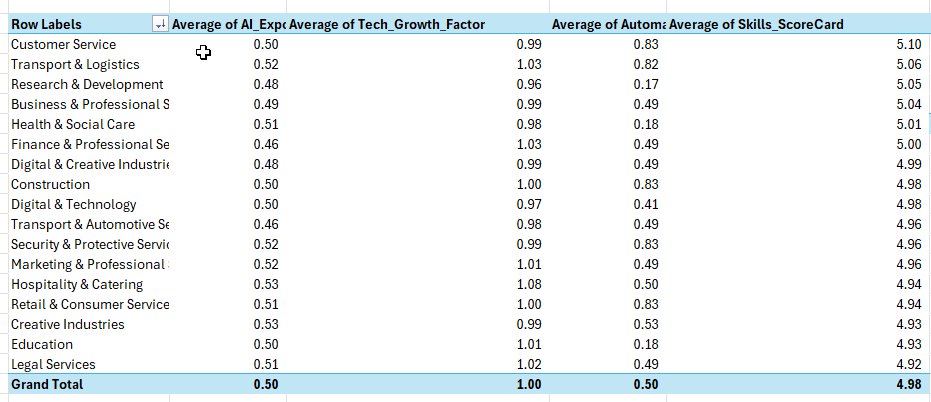 Row Labels Average of AI_Expo Average of Tech_Growth_Factor Average of Automa Average of Skills_ScoreCard
Customer Service 0.50 0.99 0.83 5.10
Transport & Logistics 0.52 1.03 0.82 5.06
Research & Development 0.48 0.96 0.17 5.05
Business & Professional S 0.49 0.99 0.49 5.04
Health & Social Care 0.51 0.98 0.18 5.01
Finance & Professional Se 0.46 1.03 0.49 5.00
Digital & Creative Industrie 0.48 0.99 0.49 4.99
Construction 0.50 1.00 0.83 4.98
Digital & Technology 0.50 0.97 0.41 4.98
Transport & Automotive Se 0.46 0.98 0.49 4.96
Security & Protective Servic 0.52 0.99 0.83 4.96
Marketing & Professional 0.52 1.01 0.49 4.96
Hospitality & Catering 0.53 1.08 0.50 4.94
Retail & Consumer Service 0.51 1.00 0.83 4.94
Creative Industries 0.53 0.99 0.53 4.93
Education 0.50 1.01 0.18 4.93
Legal Services 0.51 1.02 0.49 4.92
Grand Total 0.50 1.00 0.50 4.98